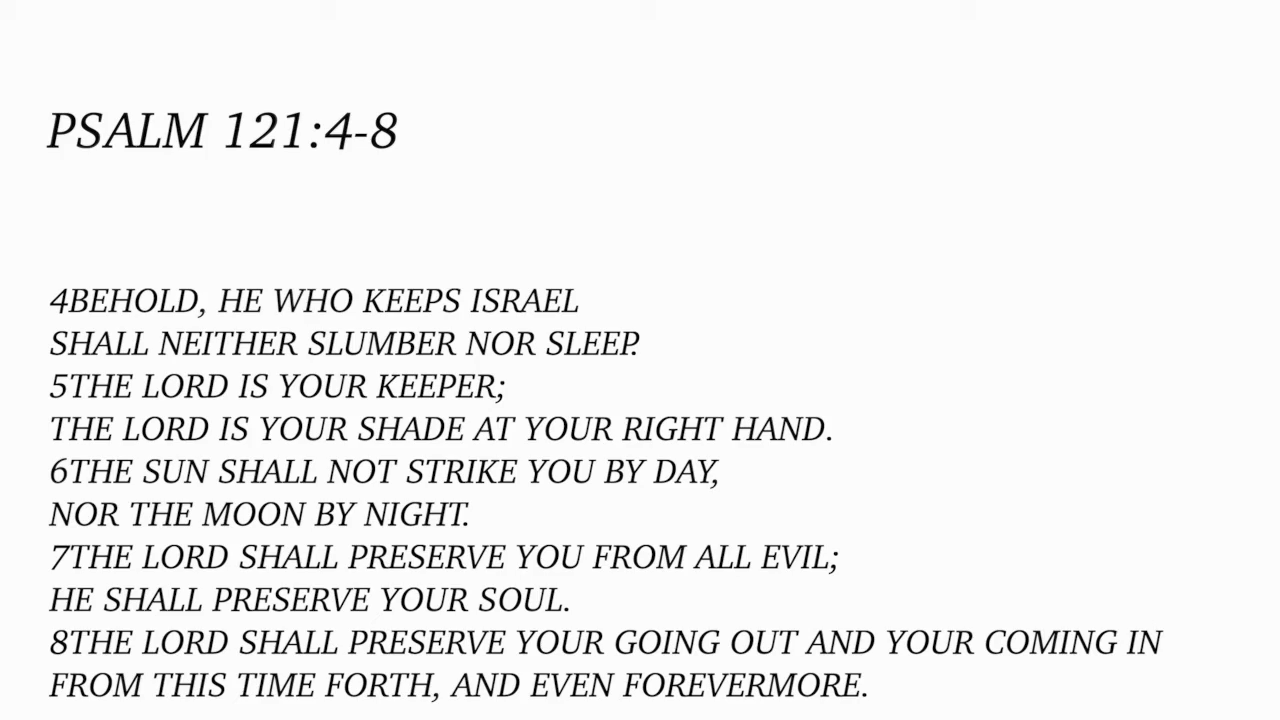 PSALM 121:4-8
4BEHOLD, HE WHO KEEPS ISRAEL
SHALL NEITHER SLUMBER NOR SLEEP.
5THE LORD IS YOUR KEEPER;
THE LORD IS YOUR SHADE AT YOUR RIGHT HAND.
6THE SUN SHALL NOT STRIKE YOU BY DAY,
NOR THE MOON BY NIGHT.
7THE LORD SHALL PRESERVE YOU FROM ALL EVIL;
HE SHALL PRESERVE YOUR SOUL.
8THE LORD SHALL PRESERVE YOUR GOING OUT AND YOUR COMING IN
FROM THIS TIME FORTH, AND EVEN FOREVERMORE.